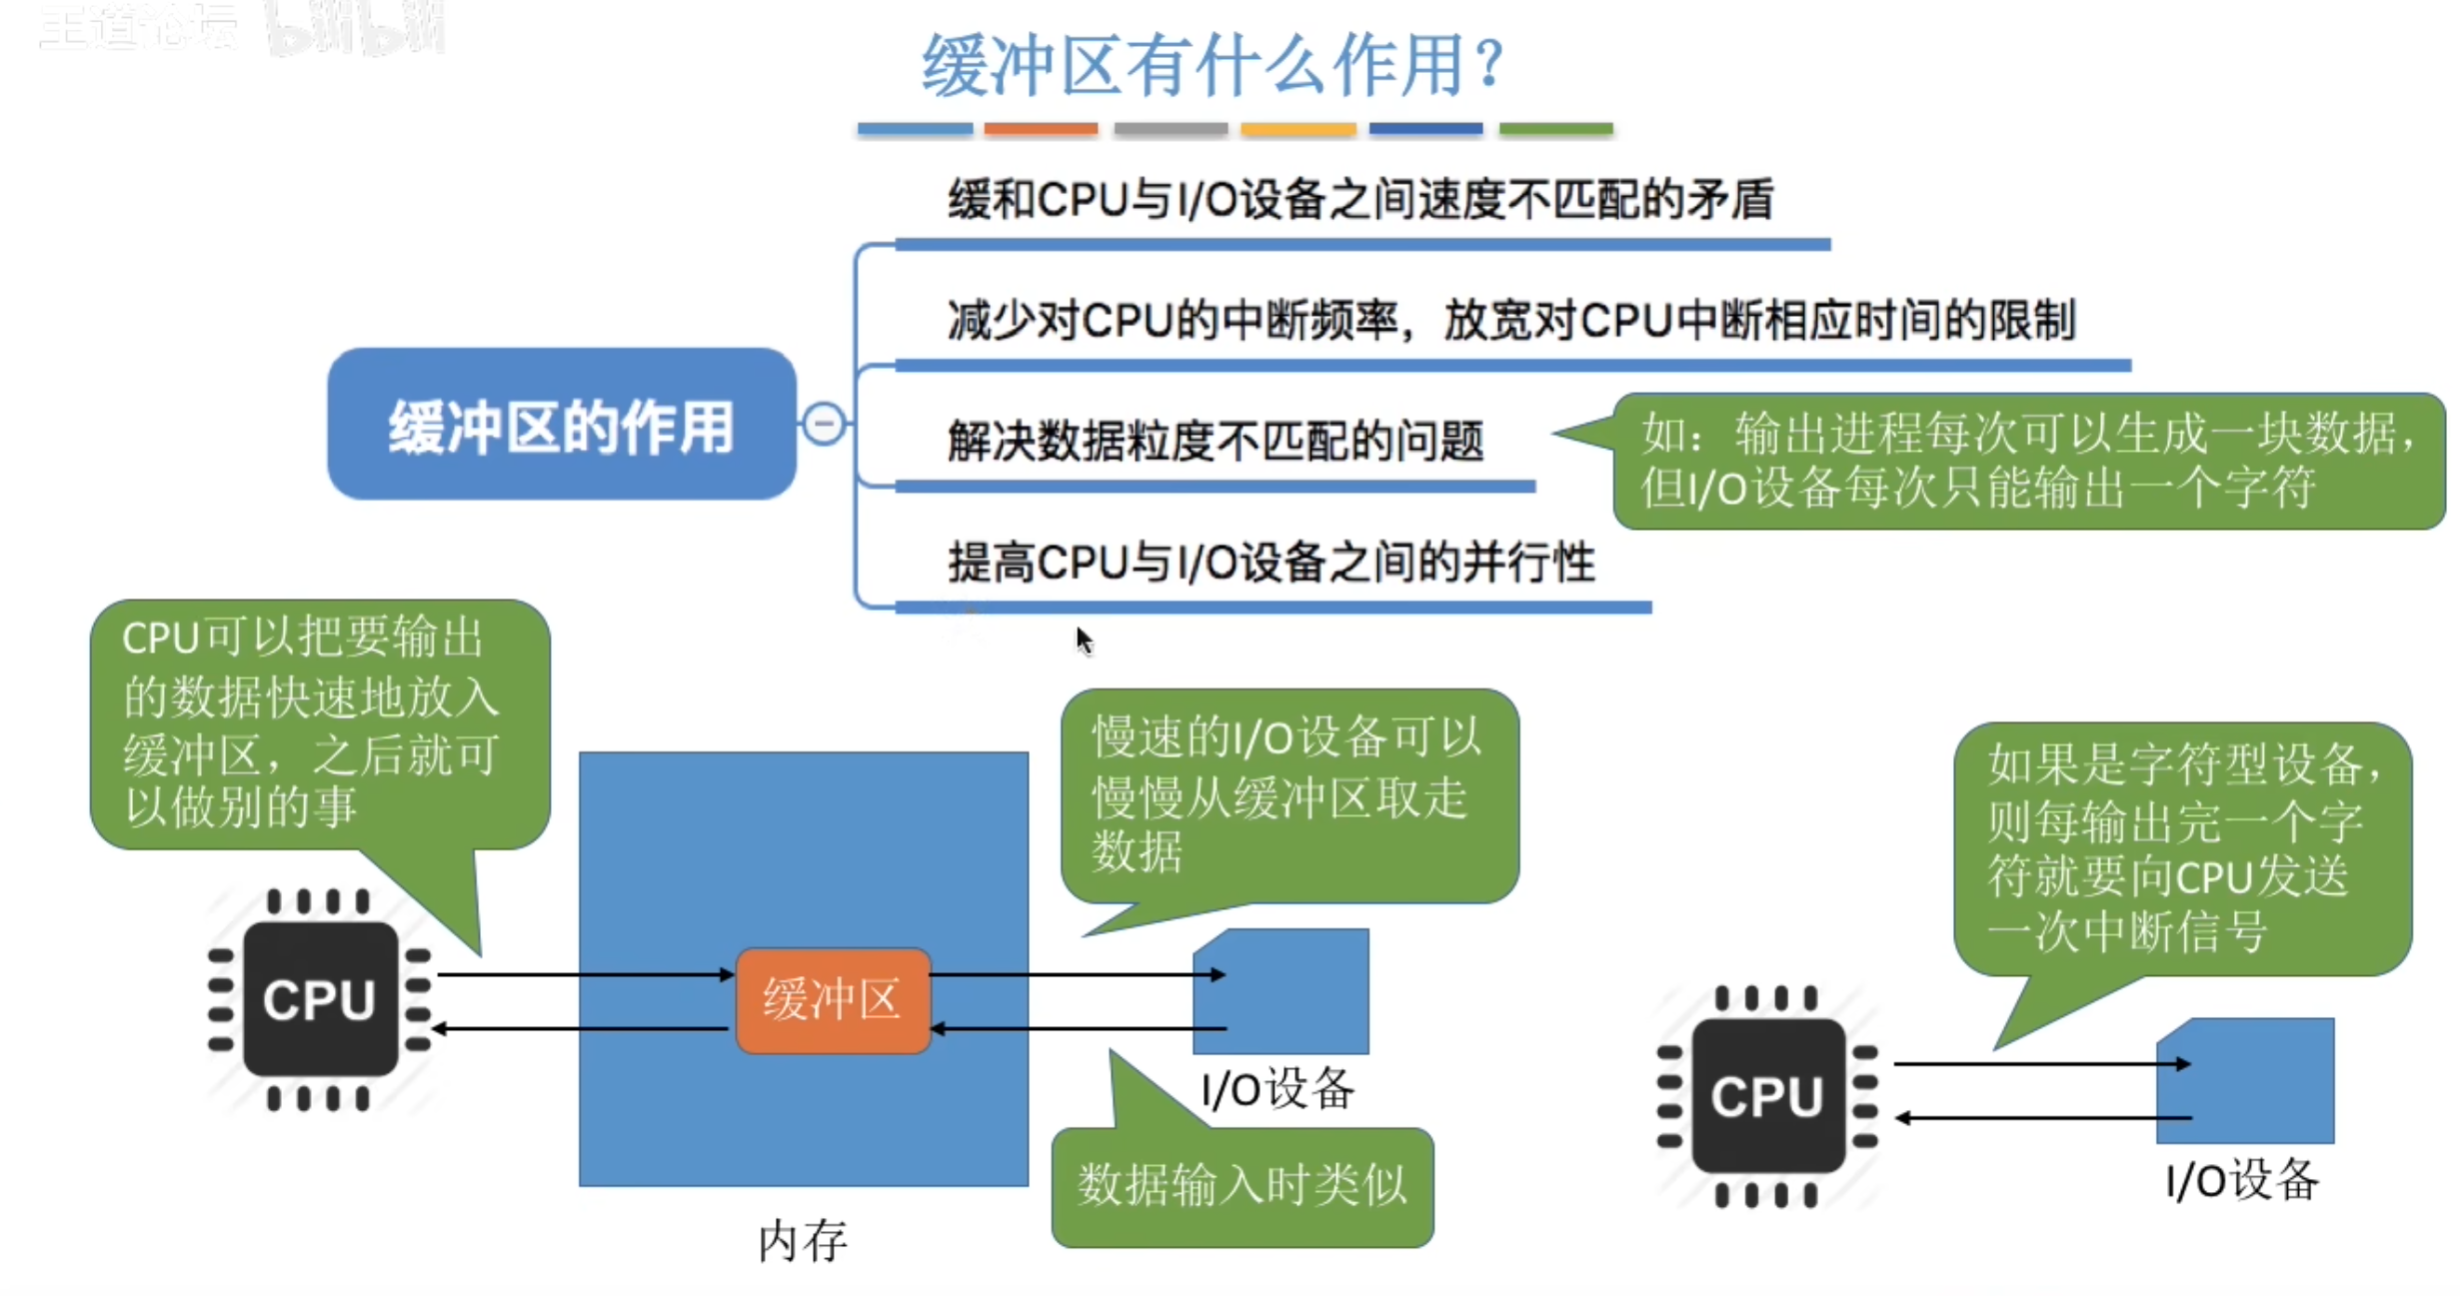 王道论坛 bilibili
缓冲区有什么作用？
缓和CPU与I/O设备之间速度不匹配的矛盾
减少对CPU的中断频率，放宽对CPU中断相应时间的限制
缓冲区的作用
解决数据粒度不匹配的问题
如：输出进程每次可以生成一块数据，
但I/O设备每次只能输出一个字符
提高CPU与I/O设备之间的并行性
CPU可以把要输出
的数据快速地放入
缓冲区，之后就可
以做别的事
慢速的I/O设备可以
慢慢从缓冲区取走
数据
如果是字符型设备，
则每输出完一个字
符就要向CPU发送
一次中断信号
CPU
缓冲区
I/O设备
数据输入时类似
内存
CPU
I/O设备